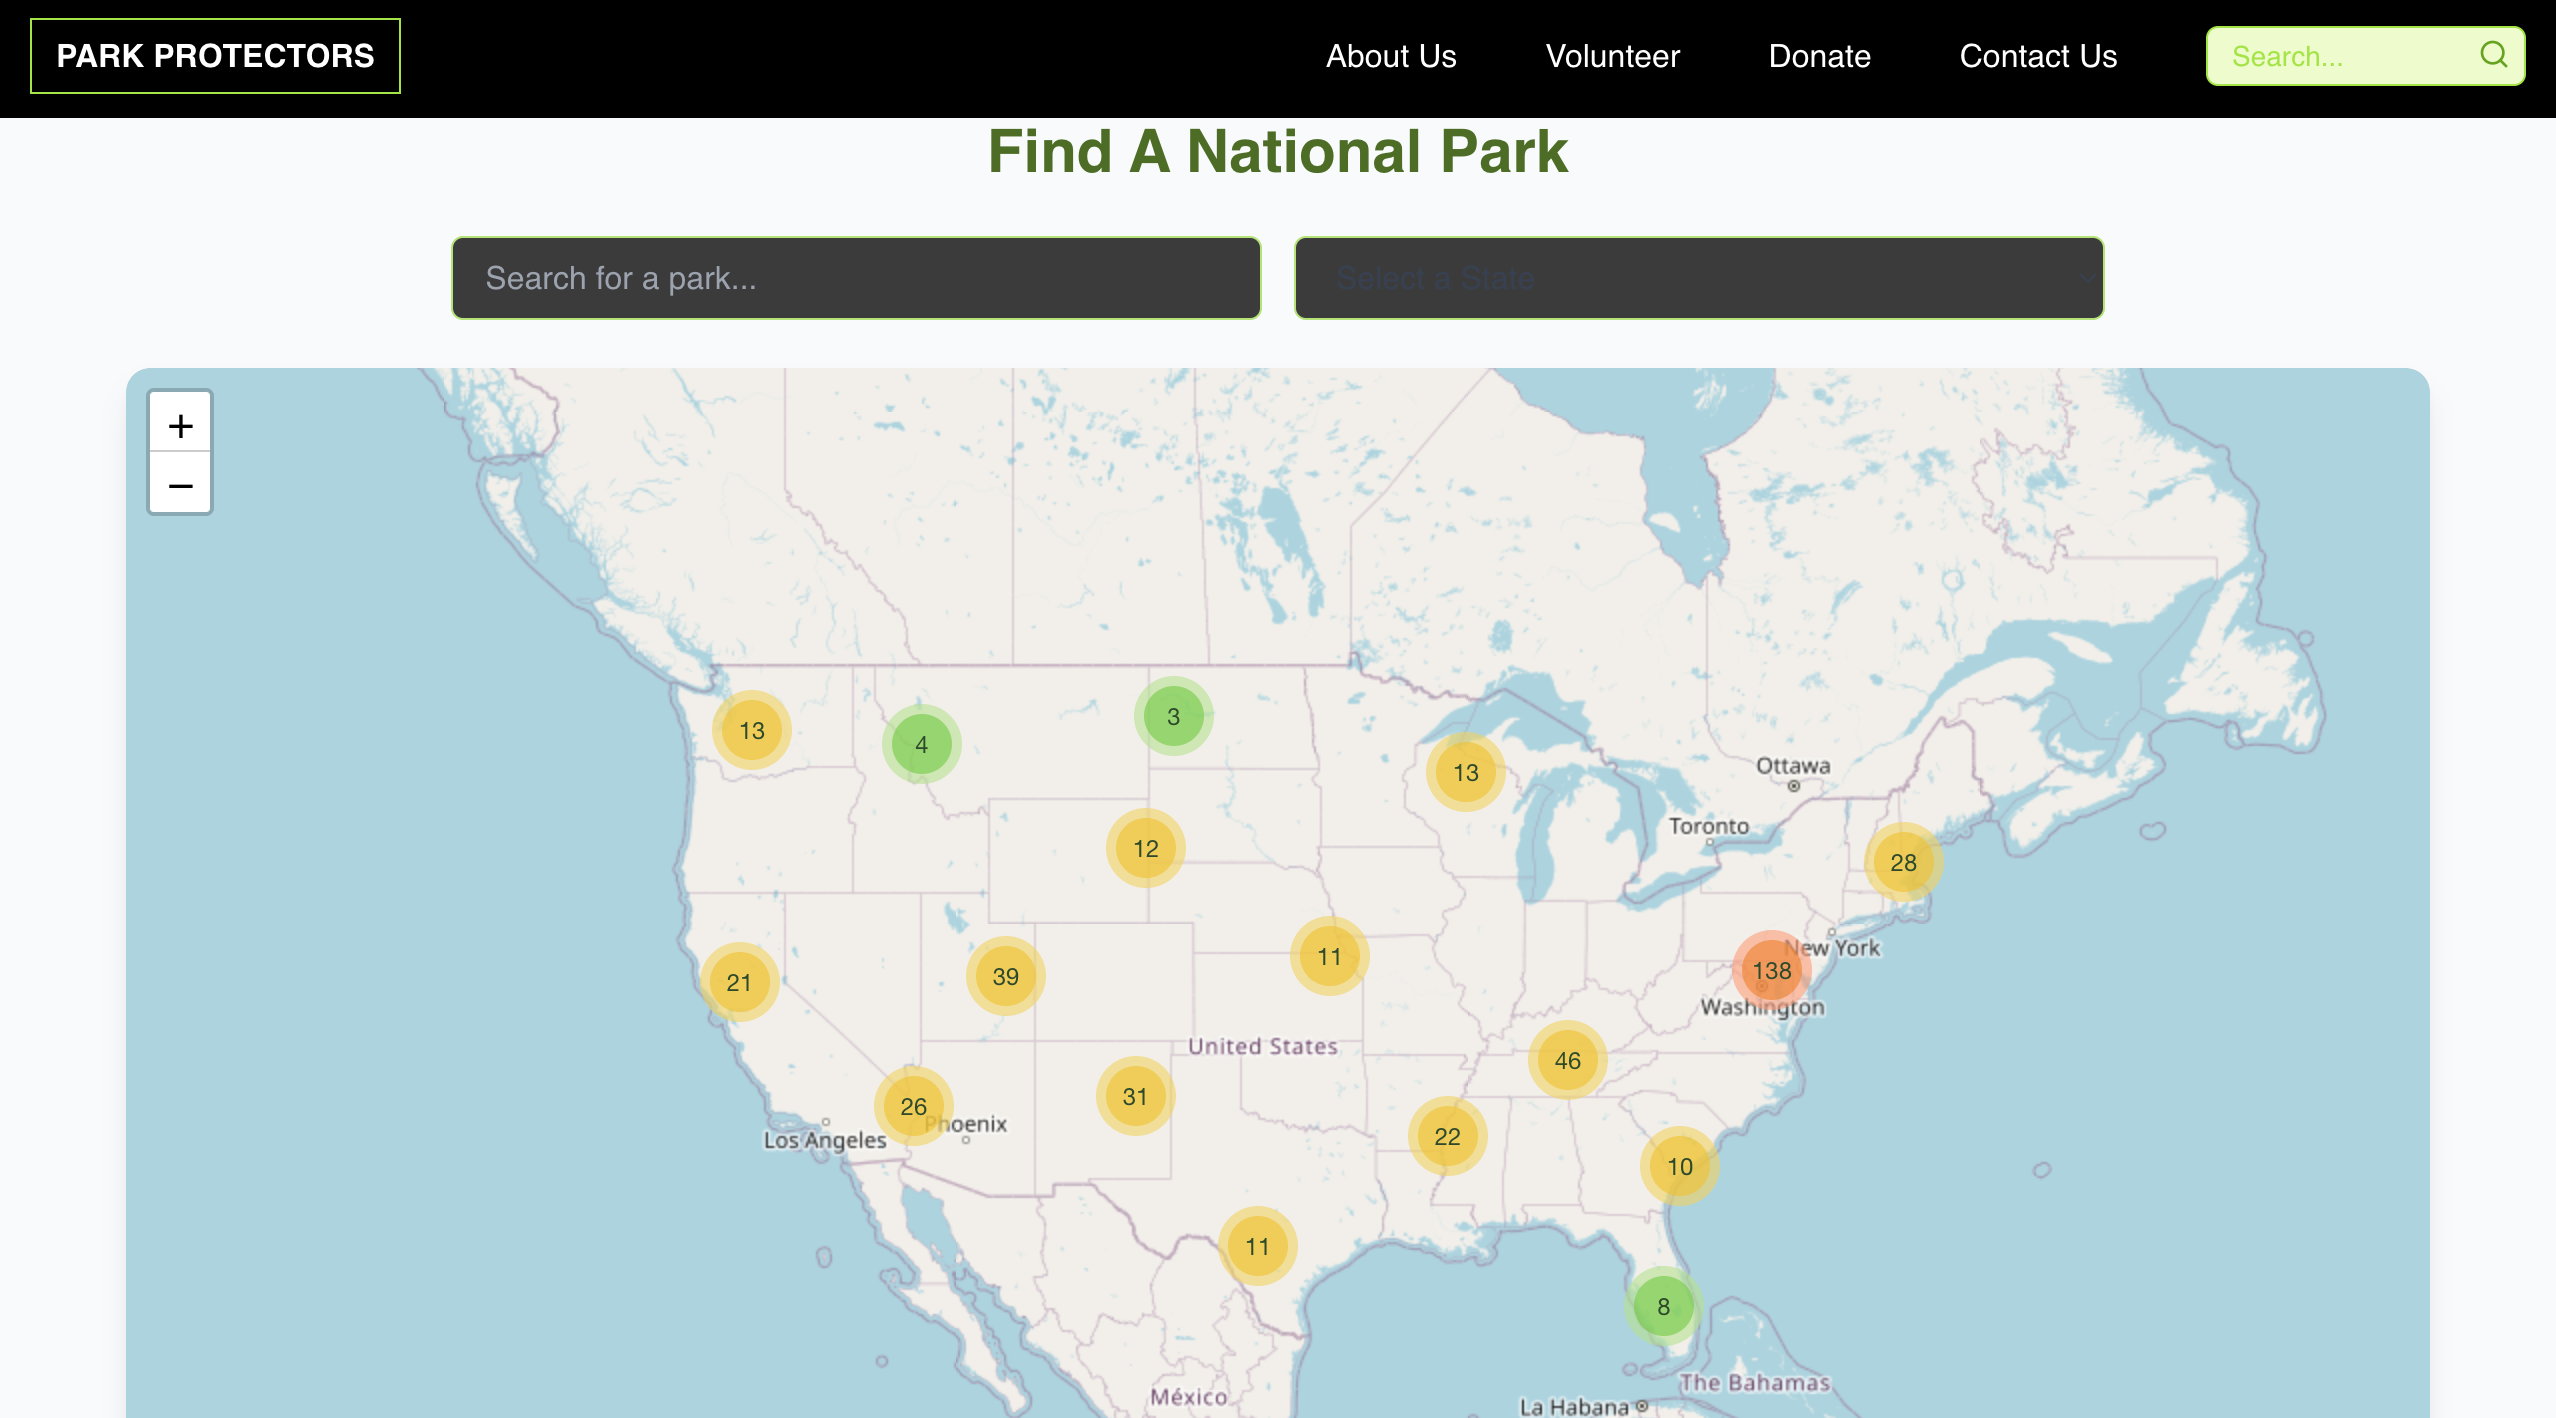 PARK PROTECTORS
About Us
Volunteer
Donate
Contact Us
Search...
Find A National Park
Search for a park...
Select a State
+
−
3
13
4
Ottawa
13
Toronto
12
28
New York
11
138
39
21
Washington
United States
46
31
26
Phoenix
22
Los Angeles
10
11
8
The Bahamas
México
La Habana